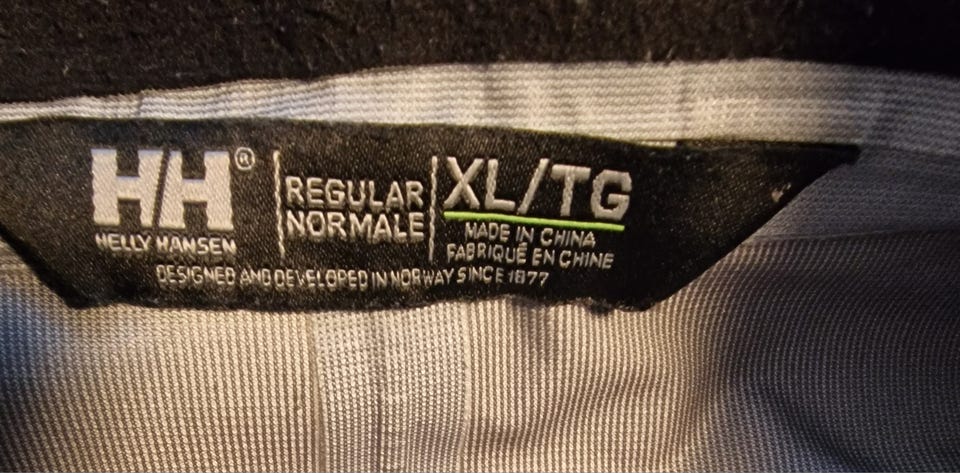 H/H®
HELLY HANSEN
REGULAR
NORMALE
XL/TG
MADE IN CHINA
FABRIQUÉ EN CHINE
DESIGNED AND DEVELOPED IN NORWAY SINCE 1877